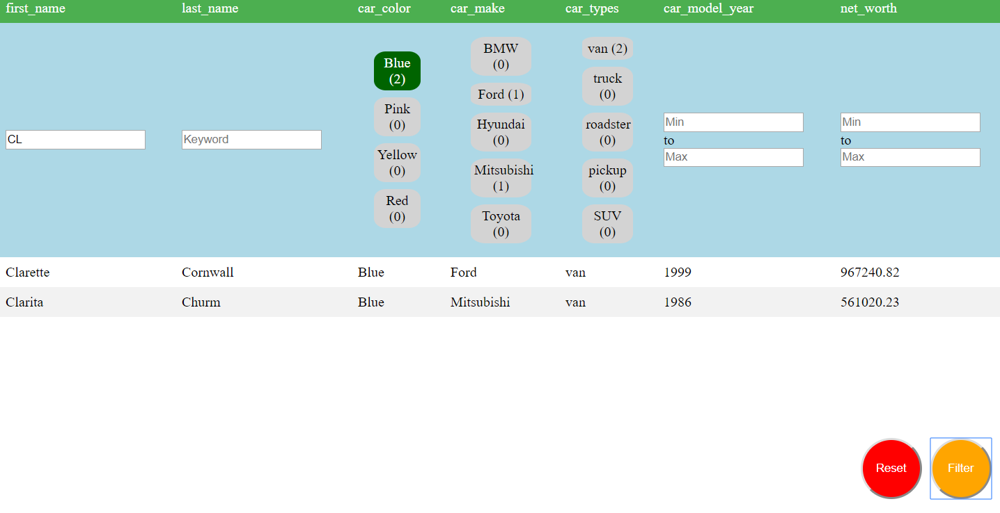 first_name last_name car_color car_make car_types car_model_year net_worth
CL
Keyword
Blue
(2)
Pink
(0)
Yellow
(0)
Red
(0)
BMW
(0)
Ford (1)
Hyundai
(0)
Mitsubishi
(1)
Toyota
(0)
van (2)
truck
(0)
roadster
(0)
pickup
(0)
SUV
(0)
Min
to
Max
Min
to
Max
Clarette Cornwall Blue Ford van 1999 967240.82
Clarita Churm Blue Mitsubishi van 1986 561020.23
Reset Filter